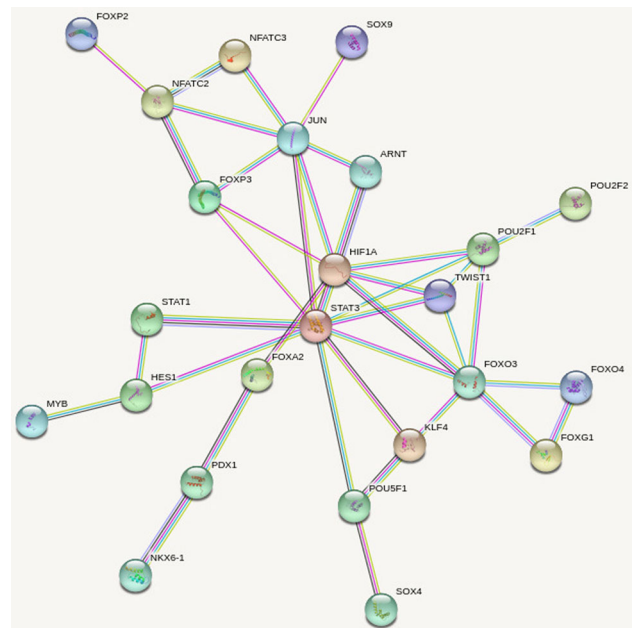 FOXP2
NFATC3
SOX9
NFATC2
JUN
ARNT
FOXP3
POU2F2
POU2F1
HIF1A
TWIST1
STAT1
STAT3
FOXA2
FOXO3
HES1
FOXO4
MYB
KLF4
FOXG1
PDX1
POU5F1
NKX6-1
SOX4